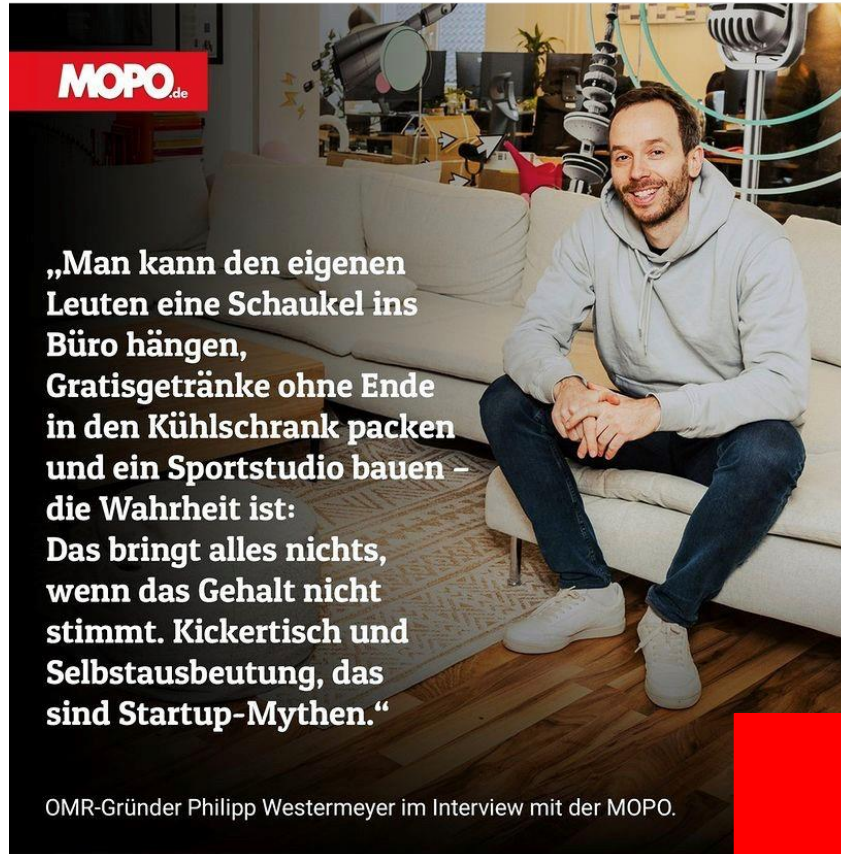 MOPO.de
„Man kann den eigenen
Leuten eine Schaukel ins
Büro hängen,
Gratisgetränke ohne Ende
in den Kühlschrank packen
und ein Sportstudio bauen –
die Wahrheit ist:
Das bringt alles nichts,
wenn das Gehalt nicht
stimmt. Kickertisch und
Selbstausbeutung, das
sind Startup-Mythen.“
OMR-Gründer Philipp Westermeyer im Interview mit der MOPO.